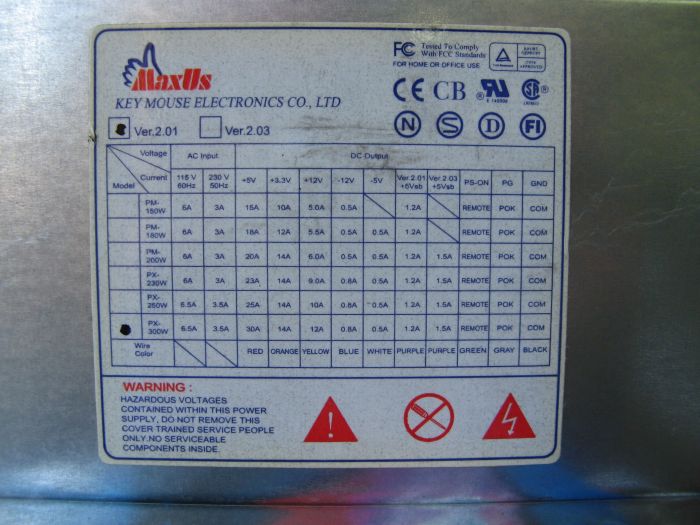 MaxUs
KEY MOUSE ELECTRONICS CO., LTD
FC Tested To Comply
With FCC Standards
FOR HOME OR OFFICE USE
CE CB
N S D FI
Ver.2.01 Ver.2.03
Voltage AC Input DC Output
Model Current 115 V 60Hz 230 V 50Hz +5V +3.3V +12V -12V -5V Ver.2.01 +5Vsb Ver.2.03 +5Vsb PS-ON PG GND
PM-150W 6A 3A 15A 10A 5.0A 0.5A 1.2A REMOTE POK COM
PM-180W 6A 3A 18A 12A 5.5A 0.5A 0.5A 1.2A REMOTE POK COM
PM-200W 6A 3A 20A 14A 6.0A 0.5A 0.5A 1.2A 1.5A REMOTE POK COM
PX-230W 6A 3A 23A 14A 9.0A 0.8A 0.5A 1.2A 1.5A REMOTE POK COM
PX-250W 6.5A 3.5A 25A 14A 10A 0.8A 0.5A 1.2A 1.5A REMOTE POK COM
PX-300W 6.5A 3.5A 30A 14A 12A 0.8A 0.5A 1.2A 1.5A REMOTE POK COM
Wire Color RED ORANGE YELLOW BLUE WHITE PURPLE PURPLE GREEN GRAY BLACK
WARNING :
HAZARDOUS VOLTAGES
CONTAINED WITHIN THIS POWER
SUPPLY, DO NOT REMOVE THIS
COVER TRAINED SERVICE PEOPLE
ONLY.NO SERVICEABLE
COMPONENTS INSIDE.